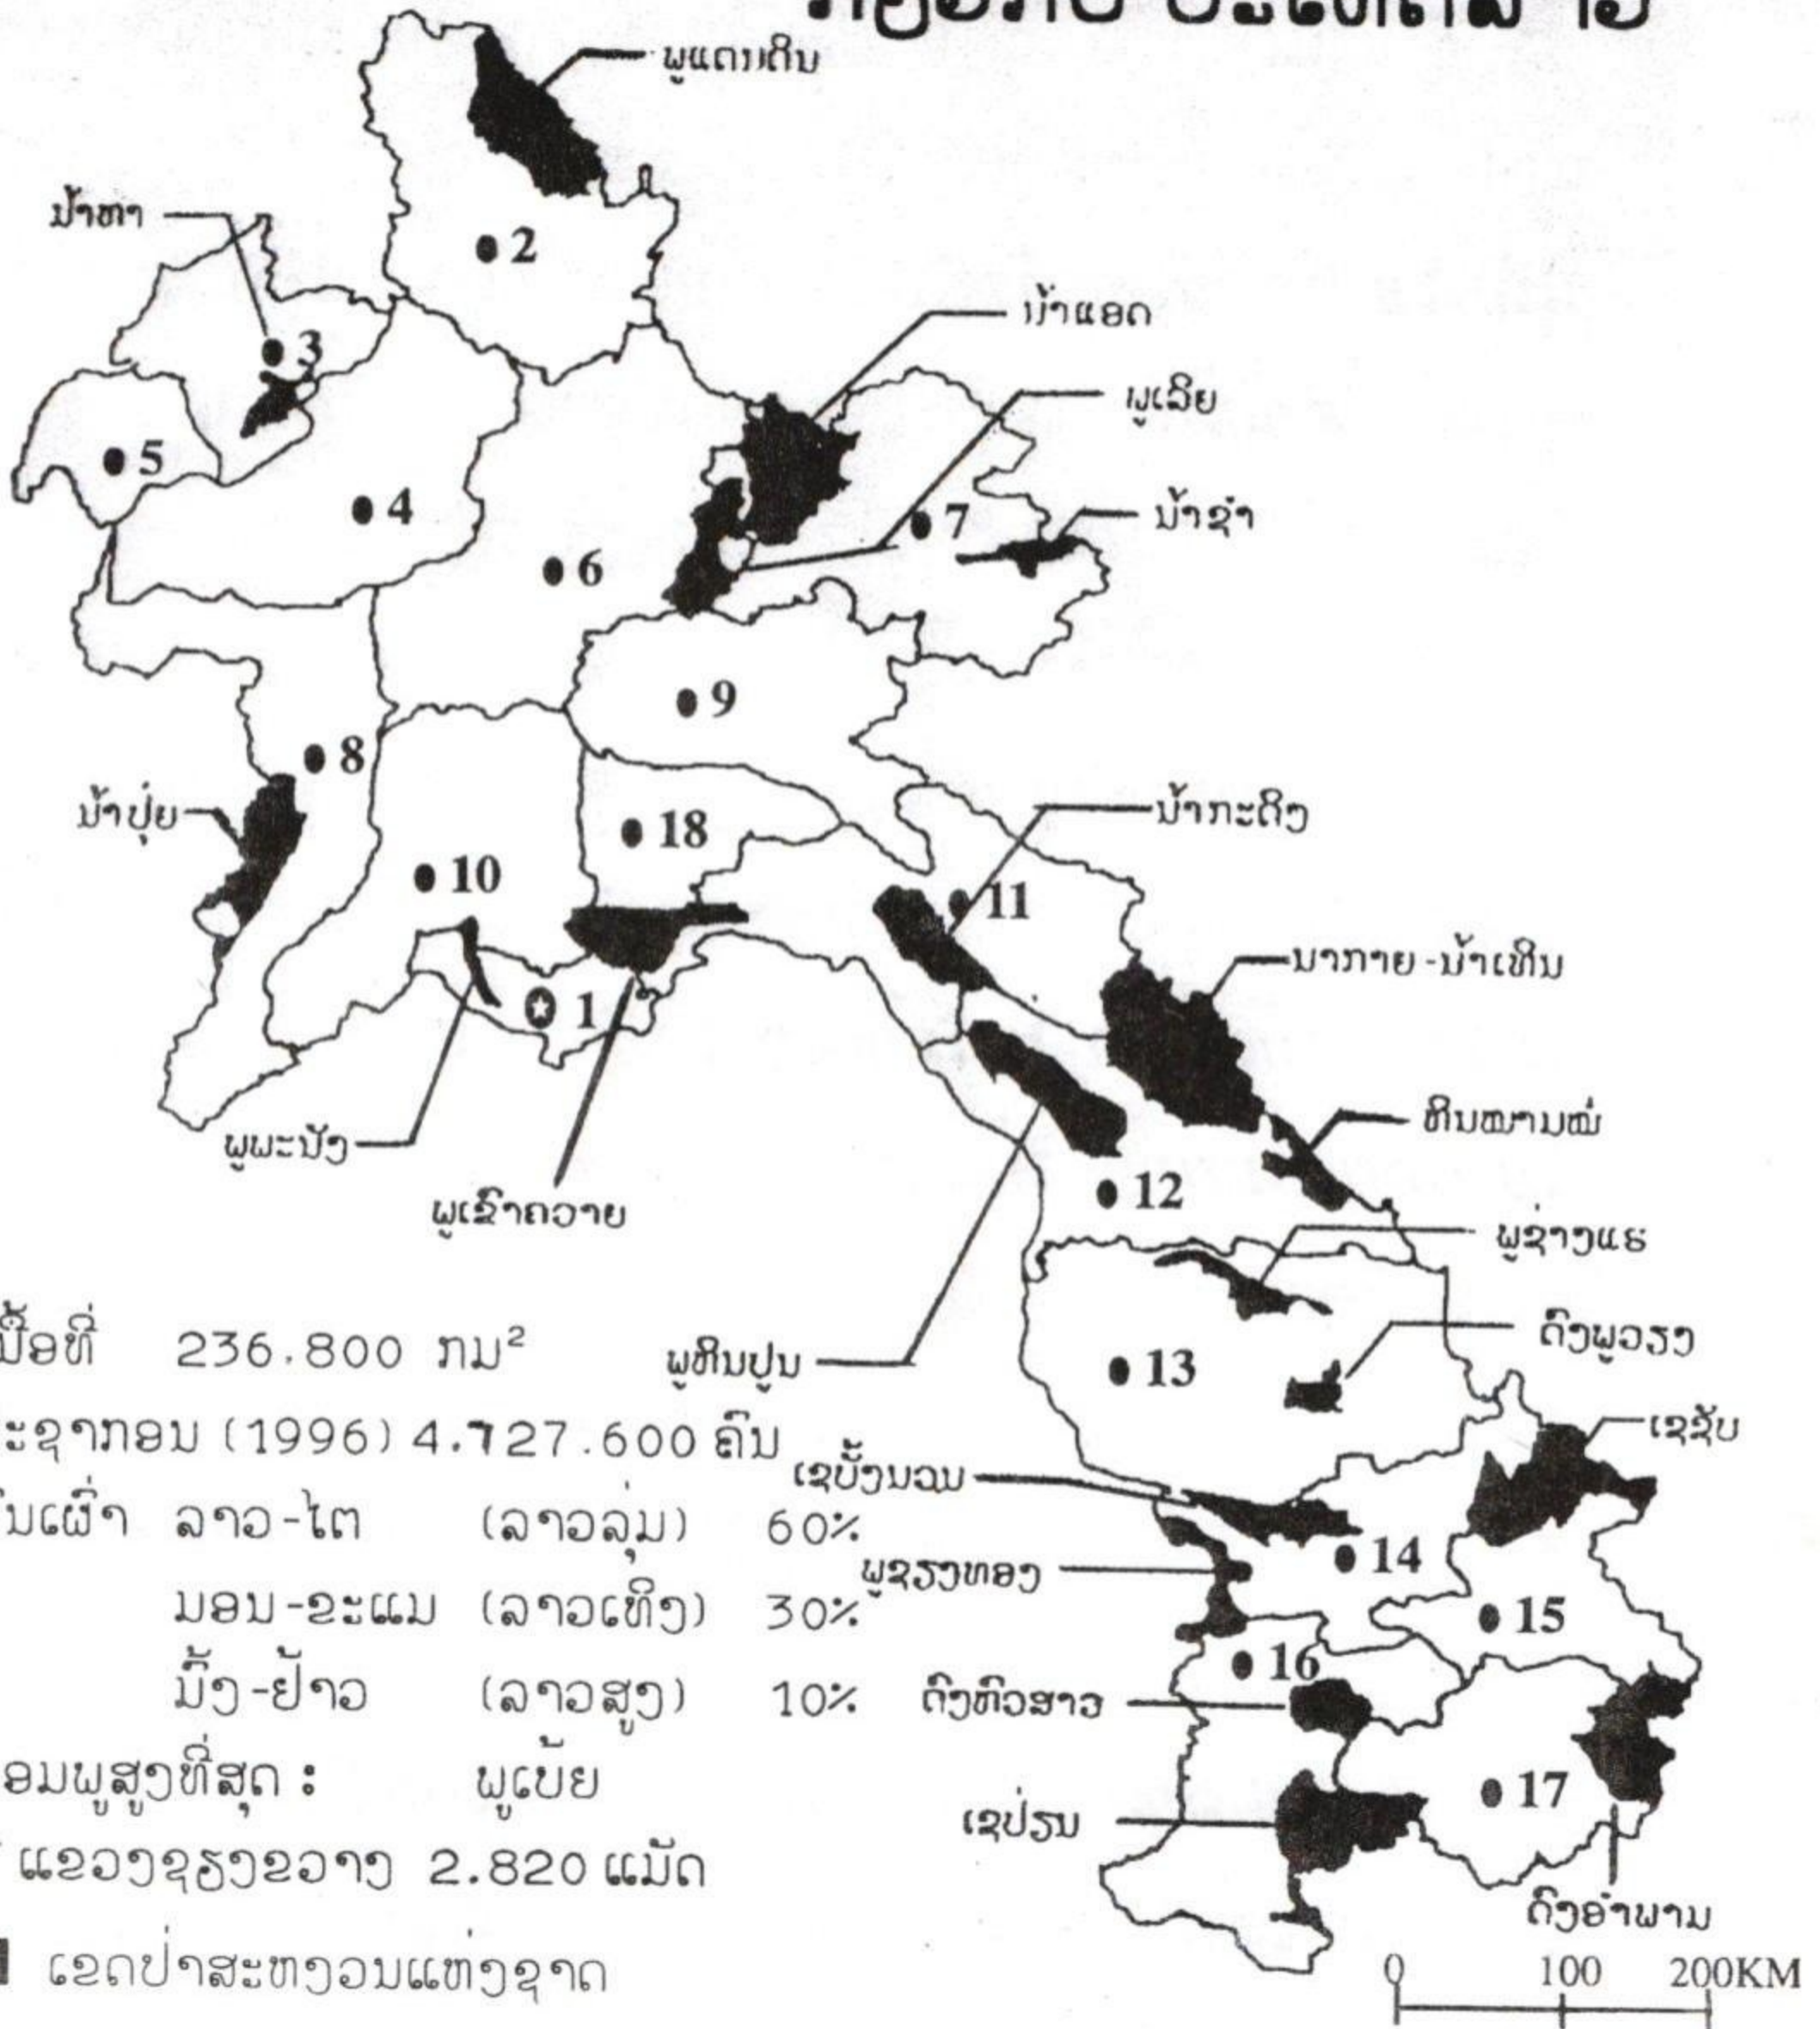 ກ່ຽວກັບ ປະເທດລາວ
ພູແດນດິນ
ນ້ຳຫາ
2
ນ້ຳແອດ
3
ພູເລີຍ
5
4
7
ນ້ຳຊຳ
6
9
8
ນ້ຳປຸ່ຍ
ນ້ຳກະດິງ
18
10
11
ນາກາຍ-ນ້ຳເທີນ
1
ພູພະນັງ
ຫີນໜາມໜໍ່
12
ພູເຂົາຄວາຍ
ພູຊ່າງແຮ
ນື້ອທີ່ 236.800 ກມ²
ພູຫີນປູນ
13
ດົງພູວຽງ
ະຊາກອນ (1996) 4.727.600 ຄົນ
ເຊຊັບ
ເຊບັ້ງນວນ
ົນເຜົ່າ ລາວ-ໄຕ (ລາວລຸ່ມ) 60%
14
ພູຊຽງທອງ
ມອນ-ຂະແມ (ລາວເທິງ) 30%
15
16
ມົ້ງ-ຢ້າວ (ລາວສູງ) 10%
ດົງຫົວສາວ
ອມພູສູງທີ່ສຸດ : ພູເບ້ຍ
17
ເຊປ່ຽນ
ແຂວງຊຽງຂວາງ 2.820 ແມັດ
ດົງອຳພານ
ເຂດປ່າສະຫງວນແຫ່ງຊາດ
0 100 200KM